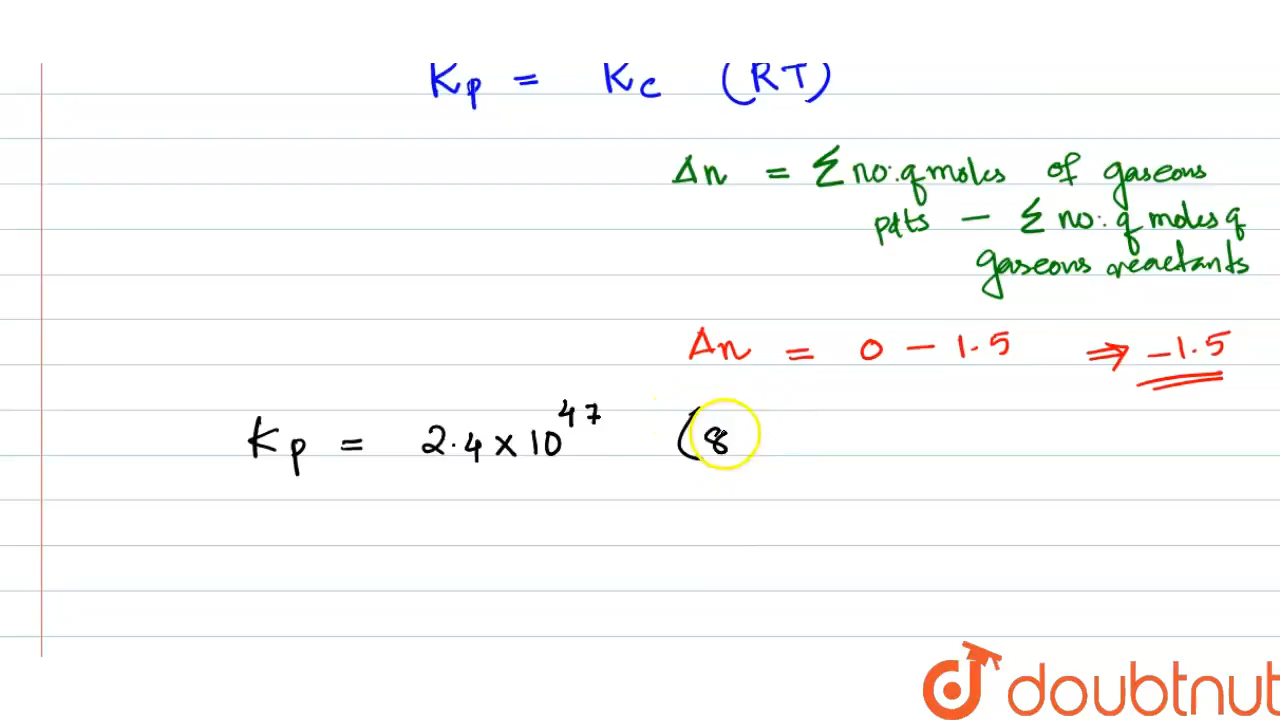 Kp = Kc (RT)
Δn = Σ no: of moles of gaseous
pdts - Σ no: of moles of
gaseous reactants
Δn = 0 - 1.5 ⇒ -1.5
Kp = 2.4 × 10^47 (8
doubtnut